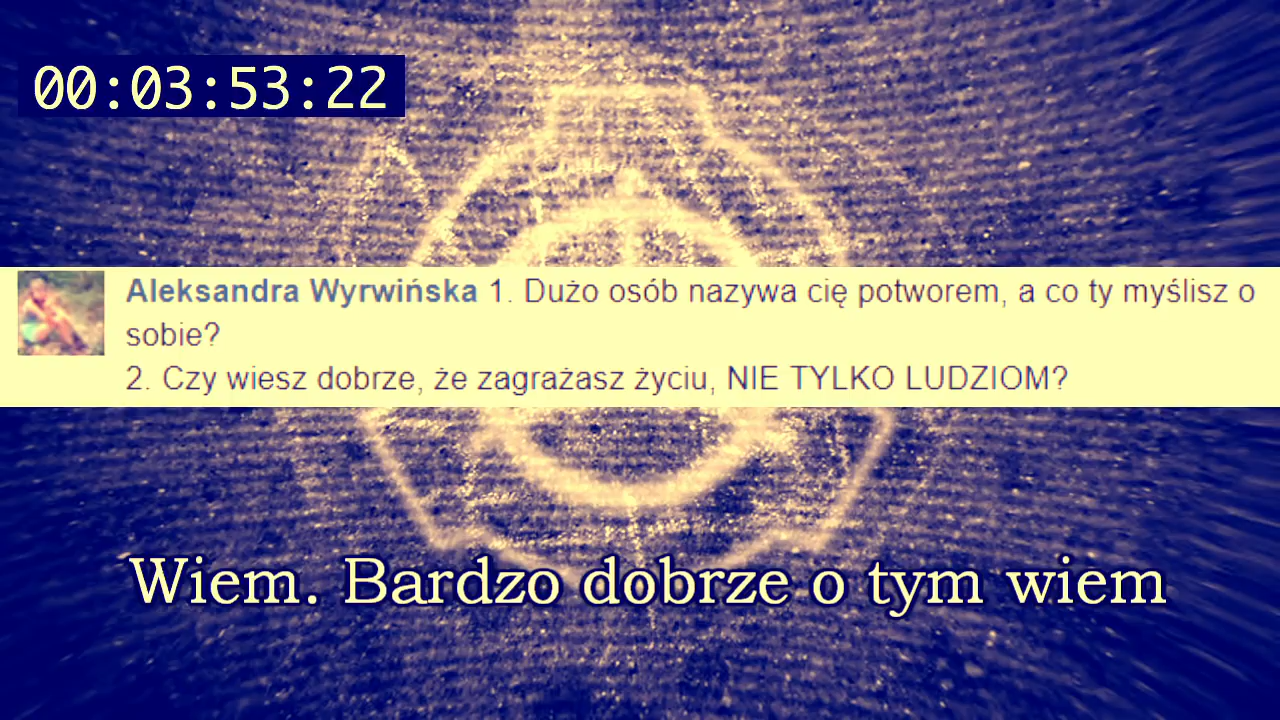 00:03:53:22
Aleksandra Wyrwińska 1. Dużo osób nazywa cię potworem, a co ty myślisz o
sobie?
2. Czy wiesz dobrze, że zagrażasz życiu, NIE TYLKO LUDZIOM?
Wiem. Bardzo dobrze o tym wiem